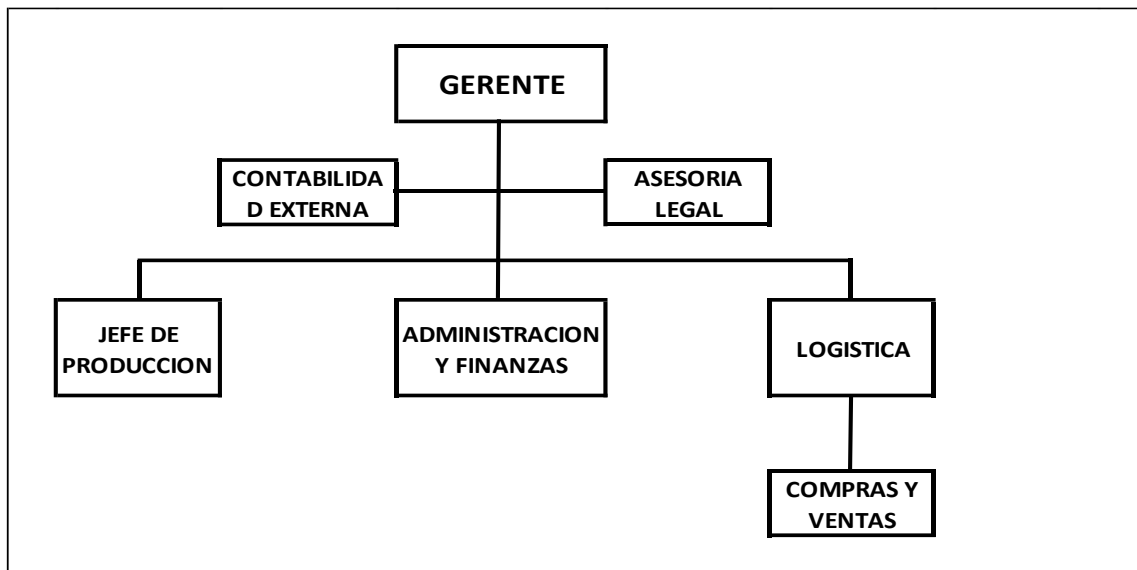 GERENTE
CONTABILIDA
D EXTERNA
ASESORIA
LEGAL
JEFE DE
PRODUCCION
ADMINISTRACION
Y FINANZAS
LOGISTICA
COMPRAS Y
VENTAS